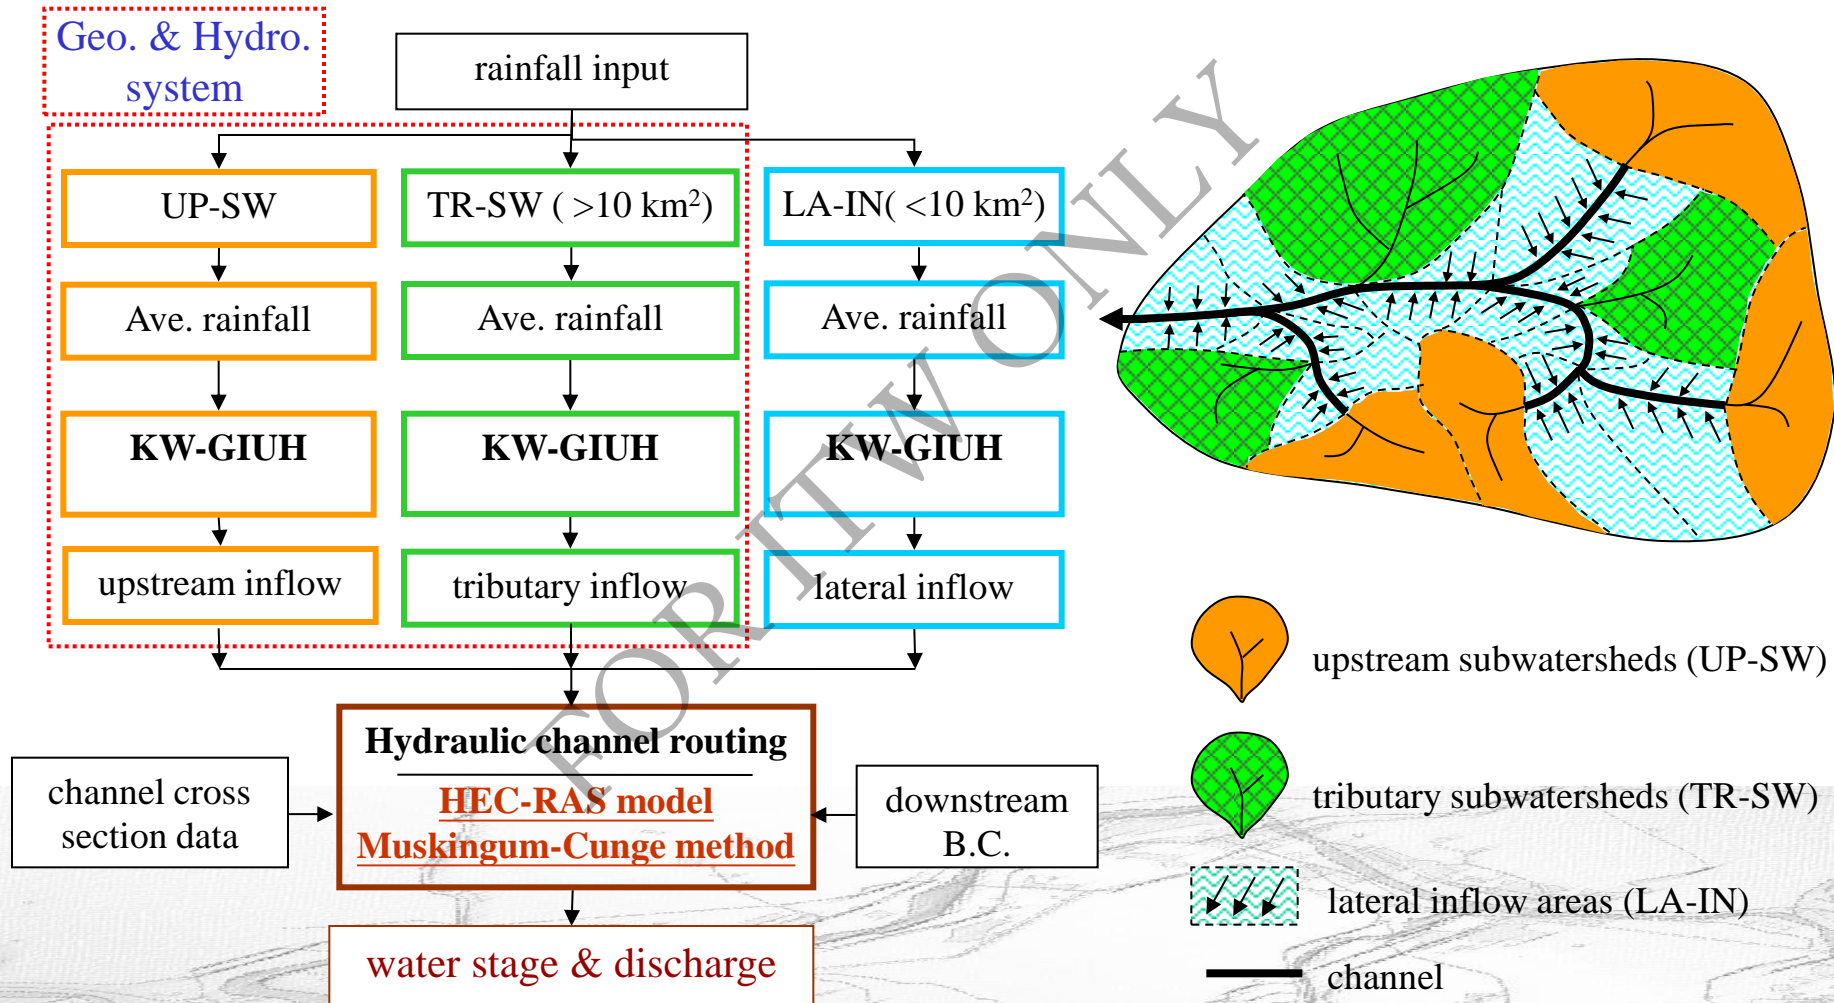 Geo. & Hydro.
system
rainfall input
UP-SW
TR-SW ( >10 km²)
LA-IN( <10 km²)
Ave. rainfall
Ave. rainfall
Ave. rainfall
KW-GIUH
KW-GIUH
KW-GIUH
upstream inflow
tributary inflow
lateral inflow
Hydraulic channel routing
HEC-RAS model
Muskingum-Cunge method
channel cross
section data
downstream
B.C.
water stage & discharge
upstream subwatersheds (UP-SW)
tributary subwatersheds (TR-SW)
lateral inflow areas (LA-IN)
channel
FOR ITW ONLY